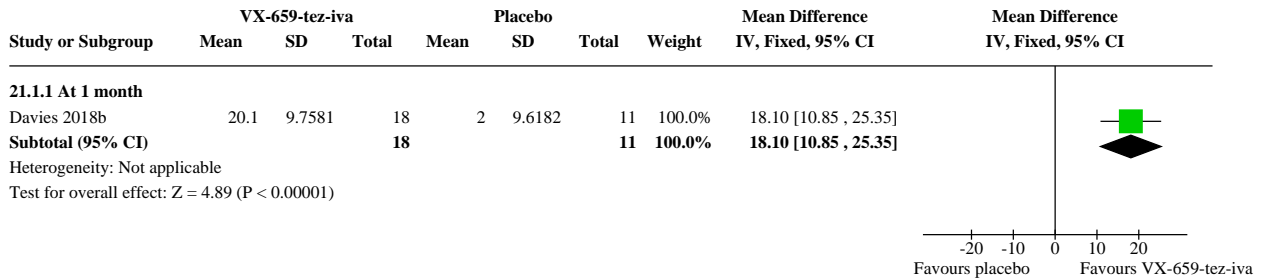 VX-659-tez-iva Placebo Mean Difference Mean Difference
Study or Subgroup Mean SD Total Mean SD Total Weight IV, Fixed, 95% CI IV, Fixed, 95% CI
21.1.1 At 1 month
Davies 2018b 20.1 9.7581 18 2 9.6182 11 100.0% 18.10 [10.85 , 25.35]
Subtotal (95% CI) 18 11 100.0% 18.10 [10.85 , 25.35]
Heterogeneity: Not applicable
Test for overall effect: Z = 4.89 (P < 0.00001)
-20 -10 0 10 20
Favours placebo Favours VX-659-tez-iva